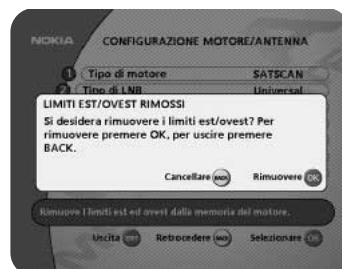 NOKIA
CONFIGURAZIONE MOTORE/ANTENNA
1 Tipo di motore SATSCAN
2 Tipo di LNB Universal
LIMITI EST/OVEST RIMOSSI
Si desidera rimuovere i limiti est/ovest? Per
rimuovere premere OK, per uscire premere
BACK.
Cancellare BACK Rimuovere OK
Rimuove i limiti est ed ovest dalla memoria del motore.
Uscita EXIT Retrocedere BACK Selezionare OK